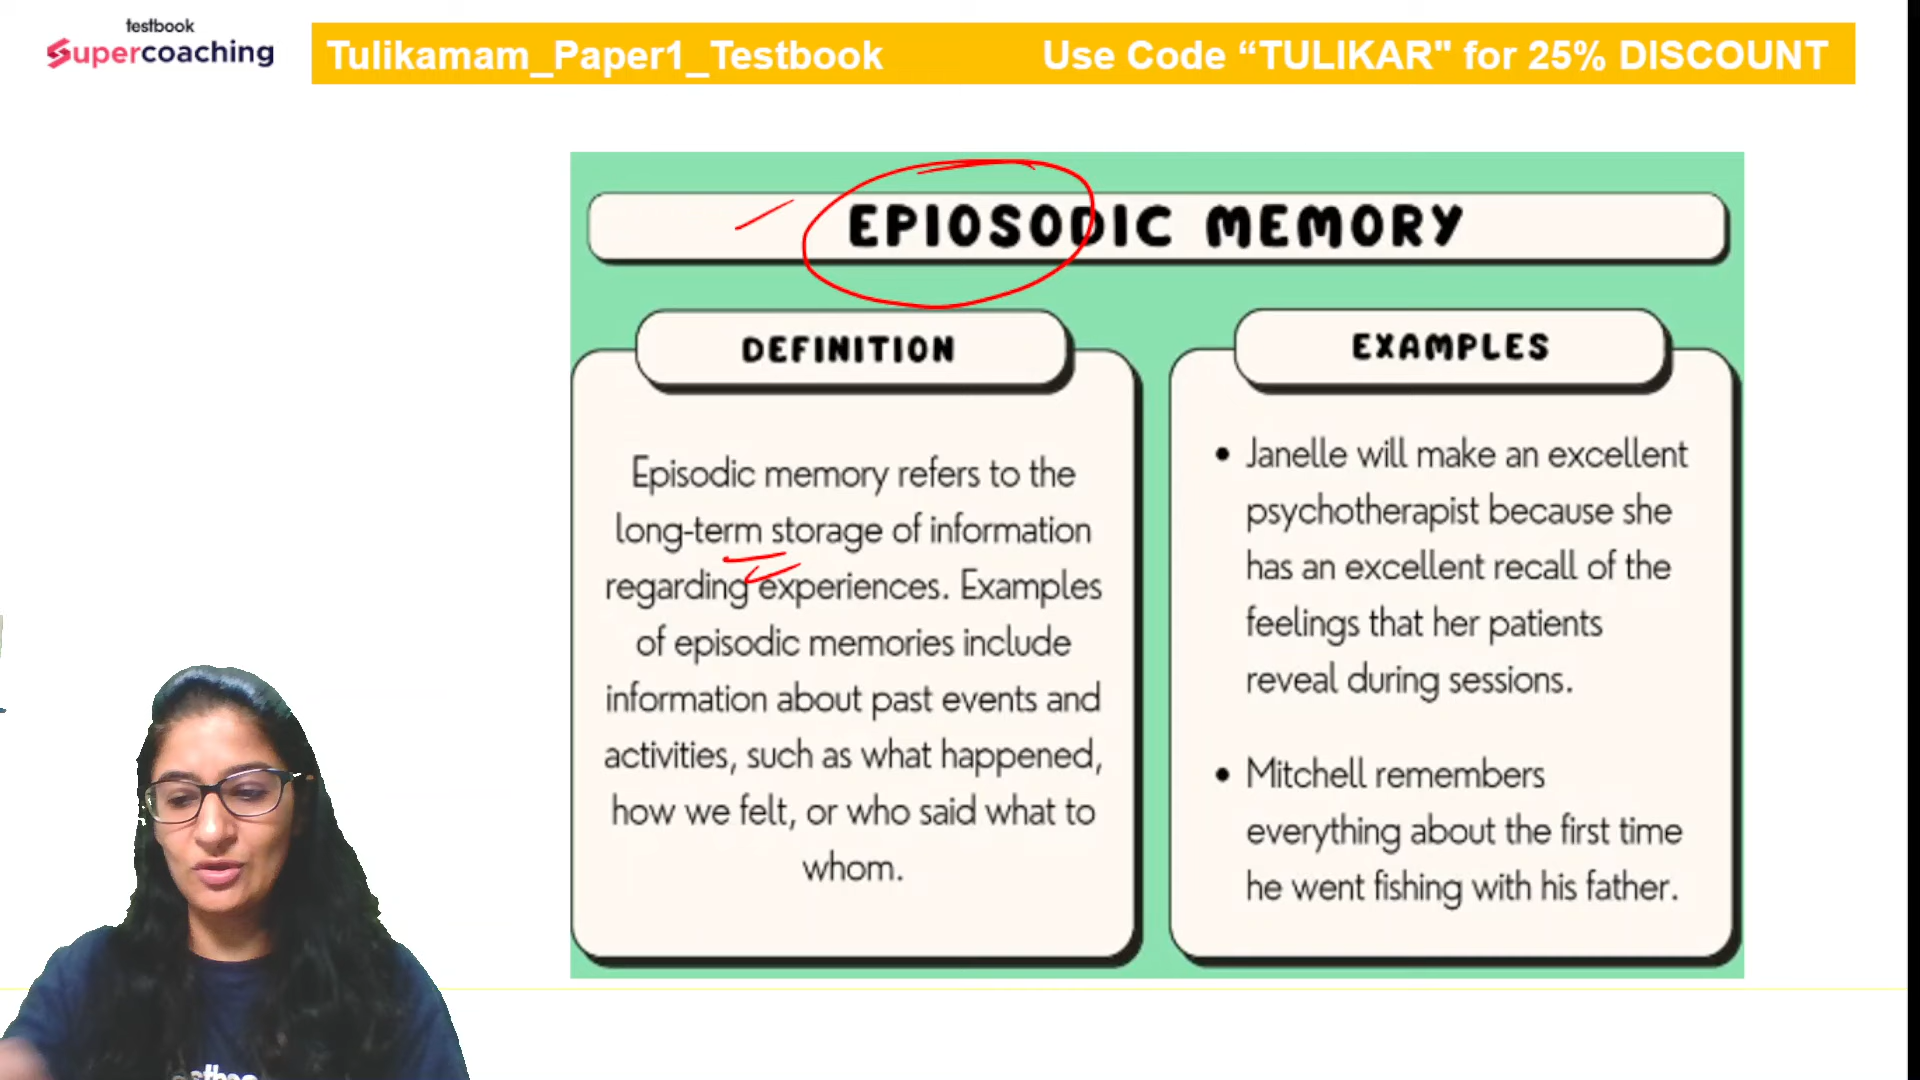 testbook
Supercoaching
Tulikamam_Paper1_Testbook
Use Code “TULIKAR" for 25% DISCOUNT
EPIOSODIC MEMORY
DEFINITION
Episodic memory refers to the
long-term storage of information
regarding experiences. Examples
of episodic memories include
information about past events and
activities, such as what happened,
how we felt, or who said what to
whom.
EXAMPLES
• Janelle will make an excellent
psychotherapist because she
has an excellent recall of the
feelings that her patients
reveal during sessions.
• Mitchell remembers
everything about the first time
he went fishing with his father.